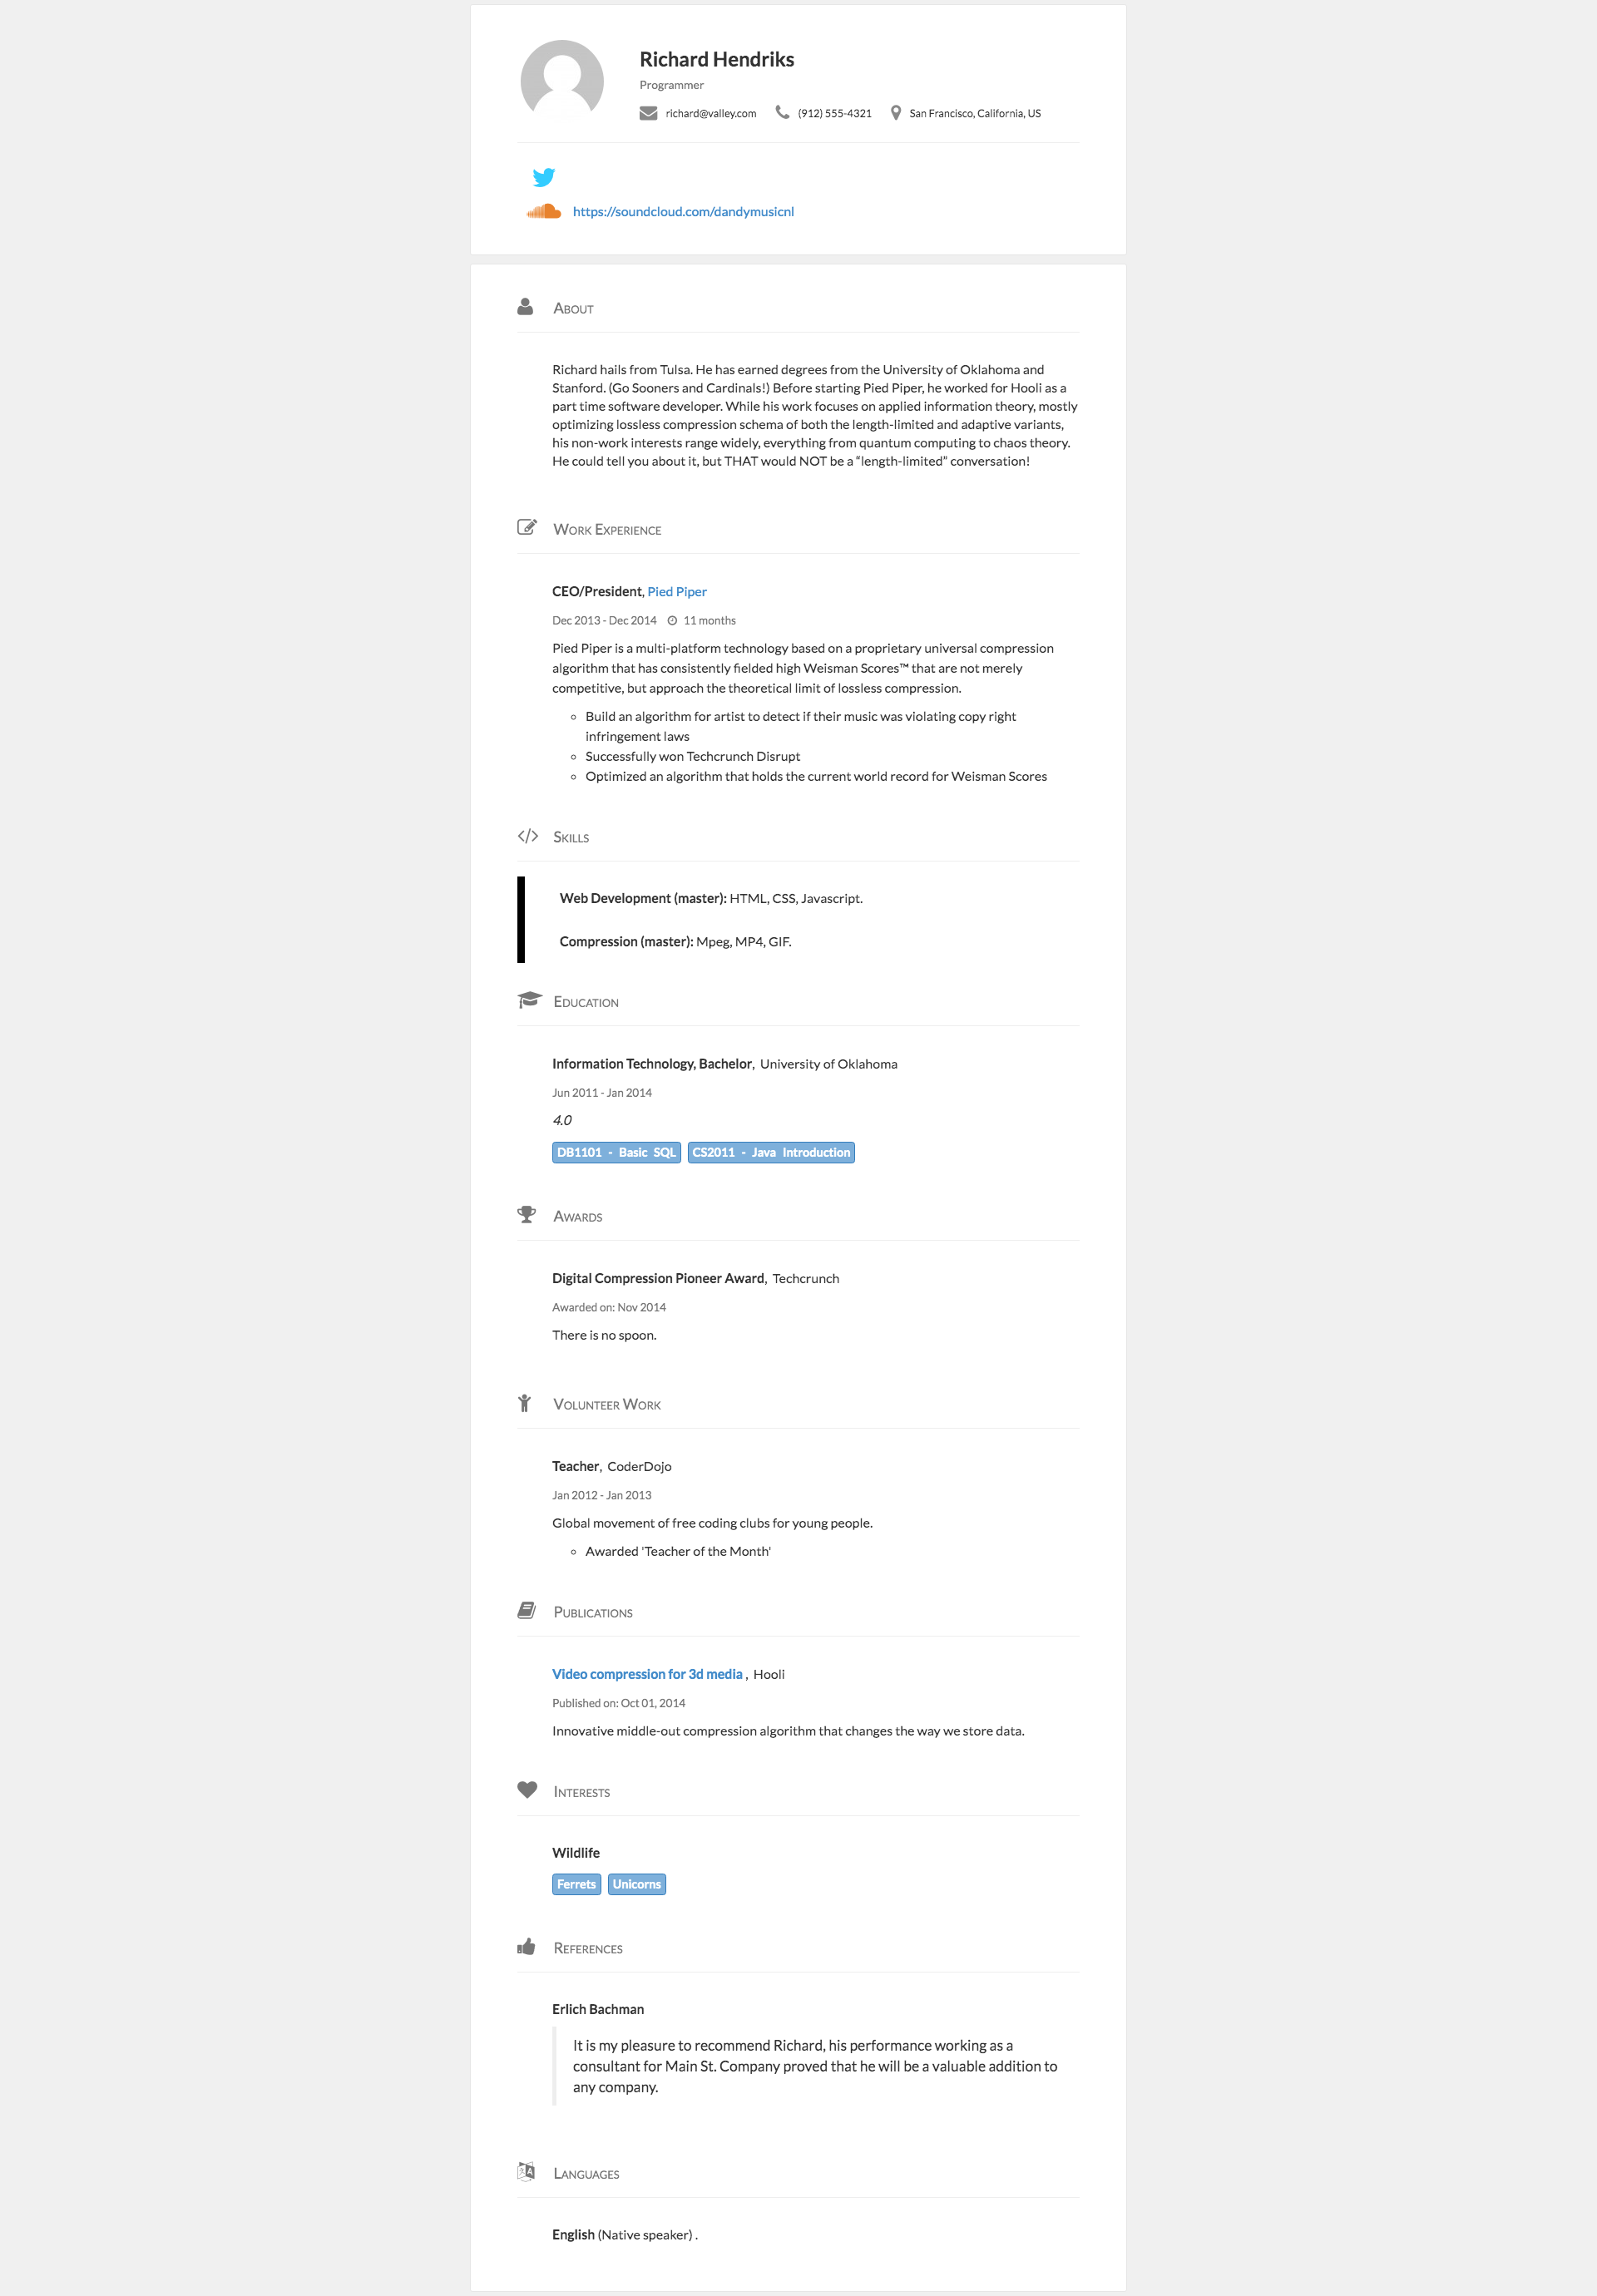 Richard Hendriks
Programmer
richard@valley.com (912) 555-4321 San Francisco, California, US
https://soundcloud.com/dandymusicnl
About
Richard hails from Tulsa. He has earned degrees from the University of Oklahoma and
Stanford. (Go Sooners and Cardinals!) Before starting Pied Piper, he worked for Hooli as a
part time software developer. While his work focuses on applied information theory, mostly
optimizing lossless compression schema of both the length-limited and adaptive variants,
his non-work interests range widely, everything from quantum computing to chaos theory.
He could tell you about it, but THAT would NOT be a “length-limited” conversation!
Work Experience
CEO/President, Pied Piper
Dec 2013 - Dec 2014 11 months
Pied Piper is a multi-platform technology based on a proprietary universal compression
algorithm that has consistently fielded high Weisman Scores™ that are not merely
competitive, but approach the theoretical limit of lossless compression.
Build an algorithm for artist to detect if their music was violating copy right
infringement laws
Successfully won Techcrunch Disrupt
Optimized an algorithm that holds the current world record for Weisman Scores
Skills
Web Development (master): HTML, CSS, Javascript.
Compression (master): Mpeg, MP4, GIF.
Education
Information Technology, Bachelor, University of Oklahoma
Jun 2011 - Jan 2014
4.0
DB1101 - Basic SQL CS2011 - Java Introduction
Awards
Digital Compression Pioneer Award, Techcrunch
Awarded on: Nov 2014
There is no spoon.
Volunteer Work
Teacher, CoderDojo
Jan 2012 - Jan 2013
Global movement of free coding clubs for young people.
Awarded 'Teacher of the Month'
Publications
Video compression for 3d media , Hooli
Published on: Oct 01, 2014
Innovative middle-out compression algorithm that changes the way we store data.
Interests
Wildlife
Ferrets Unicorns
References
Erlich Bachman
It is my pleasure to recommend Richard, his performance working as a
consultant for Main St. Company proved that he will be a valuable addition to
any company.
Languages
English (Native speaker) .